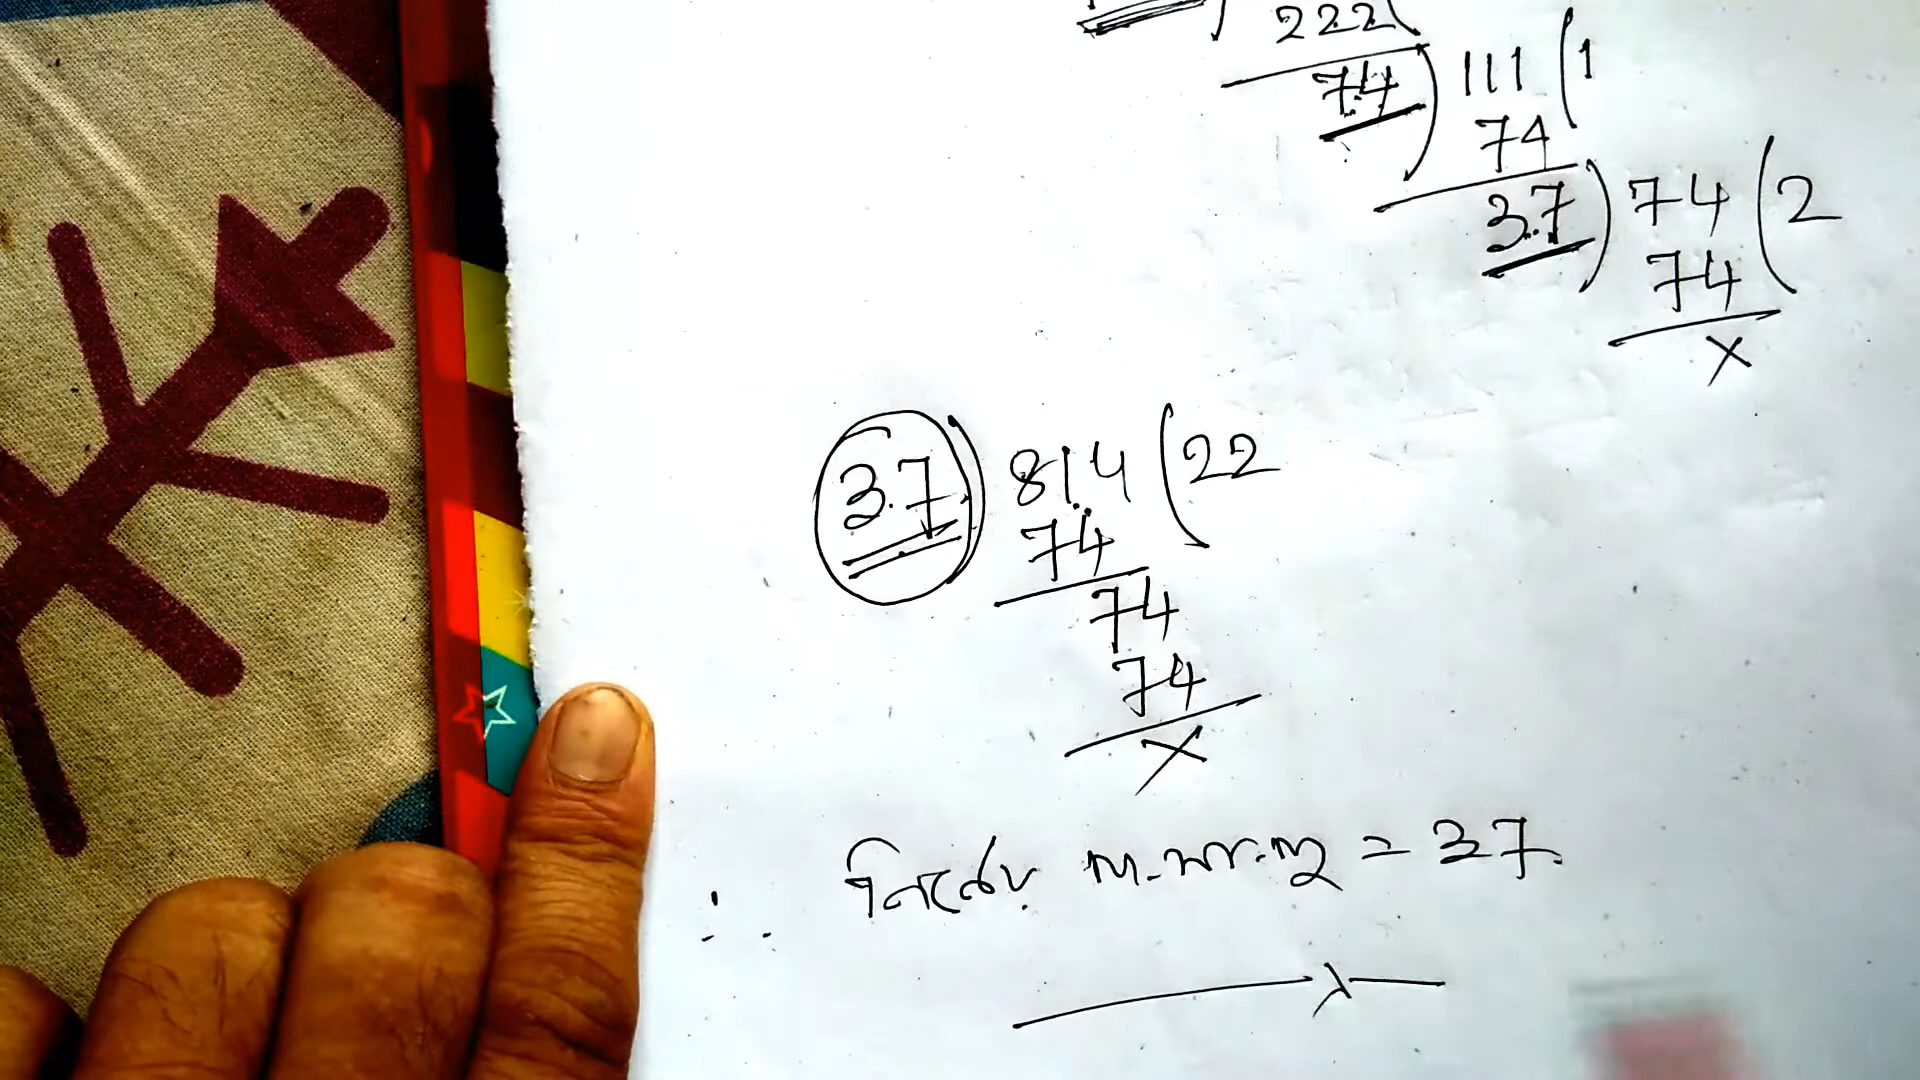 222(
74) 111 (1
74
37) 74 (2
74
x
37) 814 (22
74
74
74
x
∴ নির্ণেয় গ.সা.গু = 37.